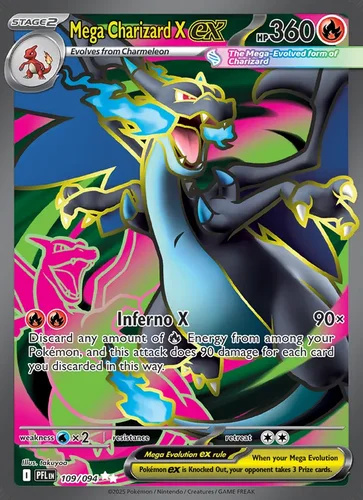 STAGE2
Mega Charizard X ex
HP360
Evolves from Charmeleon
The Mega-Evolved form of
Charizard
Inferno X 90×
Discard any amount of Energy from among your
Pokémon, and this attack does 90 damage for each card
you discarded in this way.
weakness ×2 resistance retreat
Illus. takuyoa
Mega Evolution ex rule
When your Mega Evolution
Pokémon ex is Knocked Out, your opponent takes 3 Prize cards.
I PFL EN 109/094
©2025 Pokémon / Nintendo / Creatures / GAME FREAK